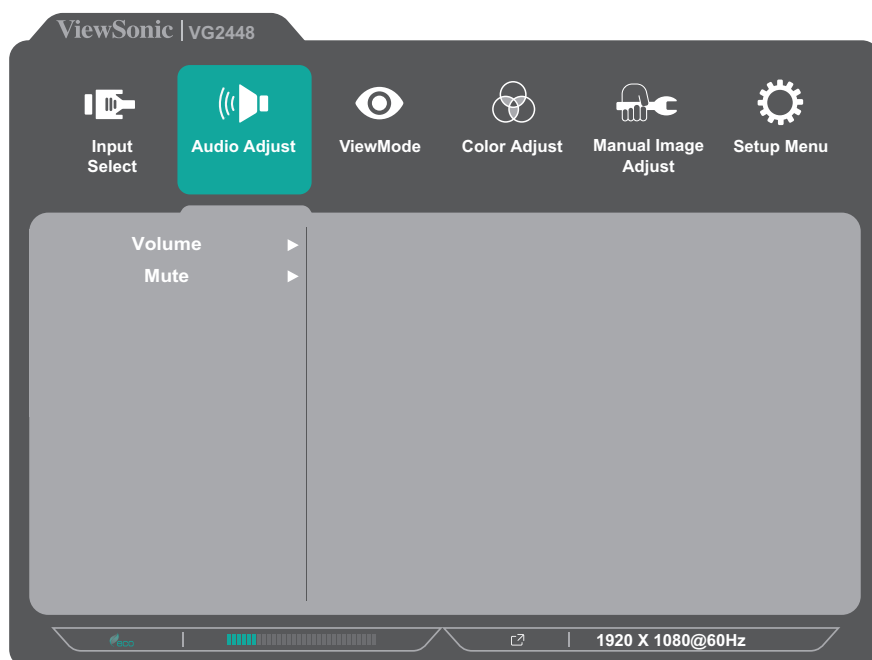 ViewSonic | VG2448
Input
Select
Audio Adjust
ViewMode
Color Adjust
Manual Image
Adjust
Setup Menu
Volume
Mute
eco
1920 X 1080@60Hz